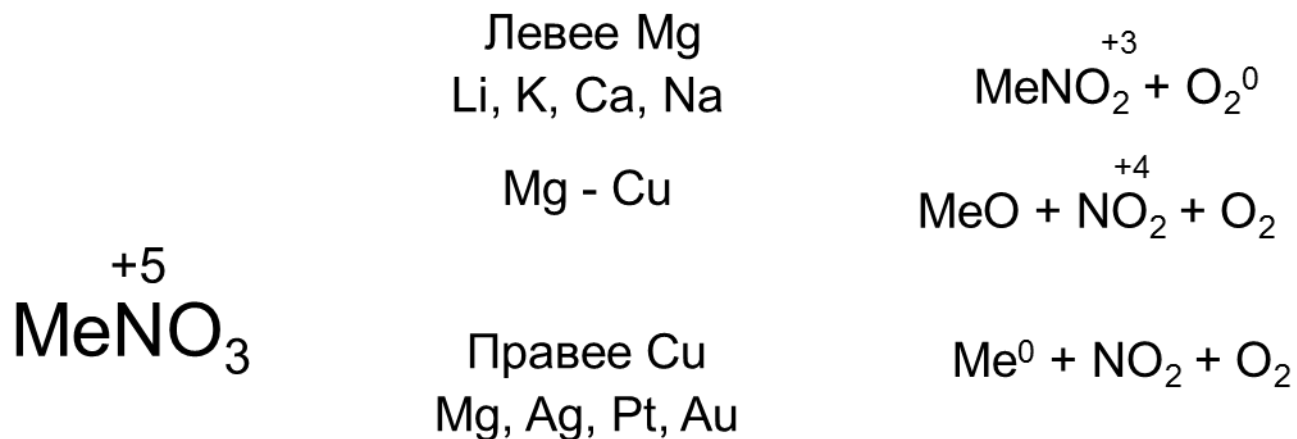 Левее Mg
Li, K, Ca, Na
+3
MeNO₂ + O₂⁰
Mg - Cu
+4
MeO + NO₂ + O₂
+5
MeNO₃
Правее Cu
Mg, Ag, Pt, Au
Me⁰ + NO₂ + O₂